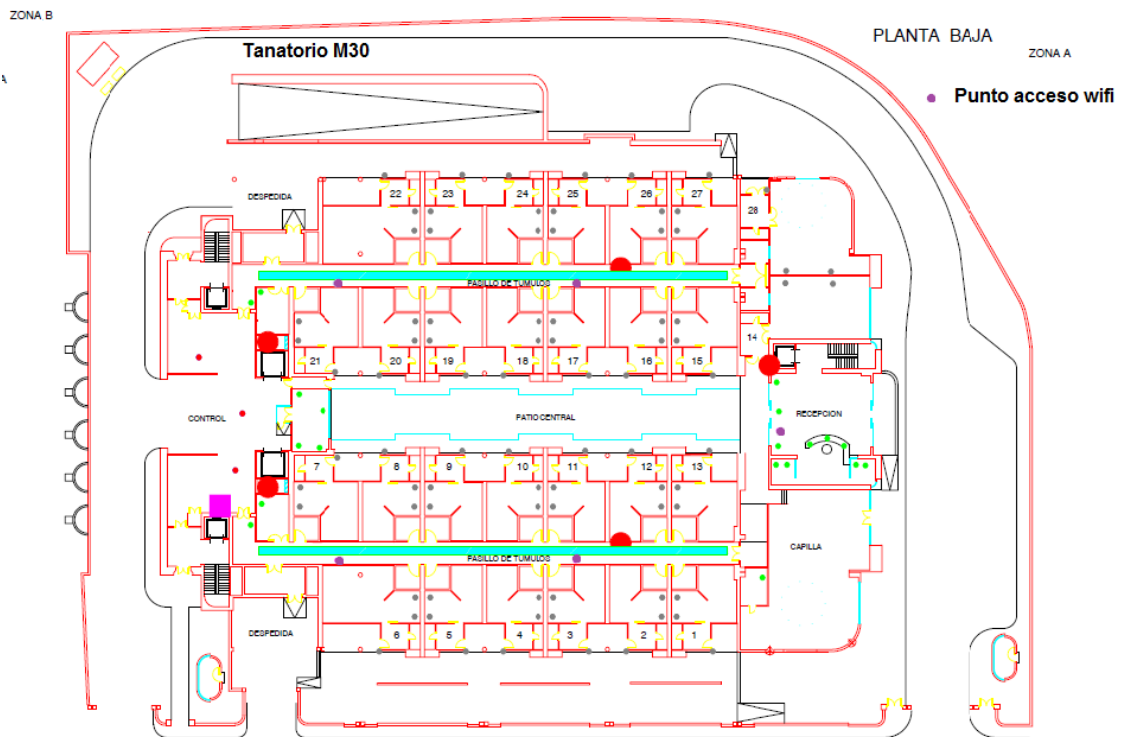 ZONA B
Tanatorio M30
PLANTA BAJA
ZONA A
A
Punto acceso wifi
DESPEDIDA
22
23
24
25
26
27
28
PASILLO DE TUMULOS
21
20
19
18
17
16
15
14
CONTROL
PATIO CENTRAL
RECEPCION
7
8
9
10
11
12
13
CAPILLA
PASILLO DE TUMULOS
DESPEDIDA
6
5
4
3
2
1